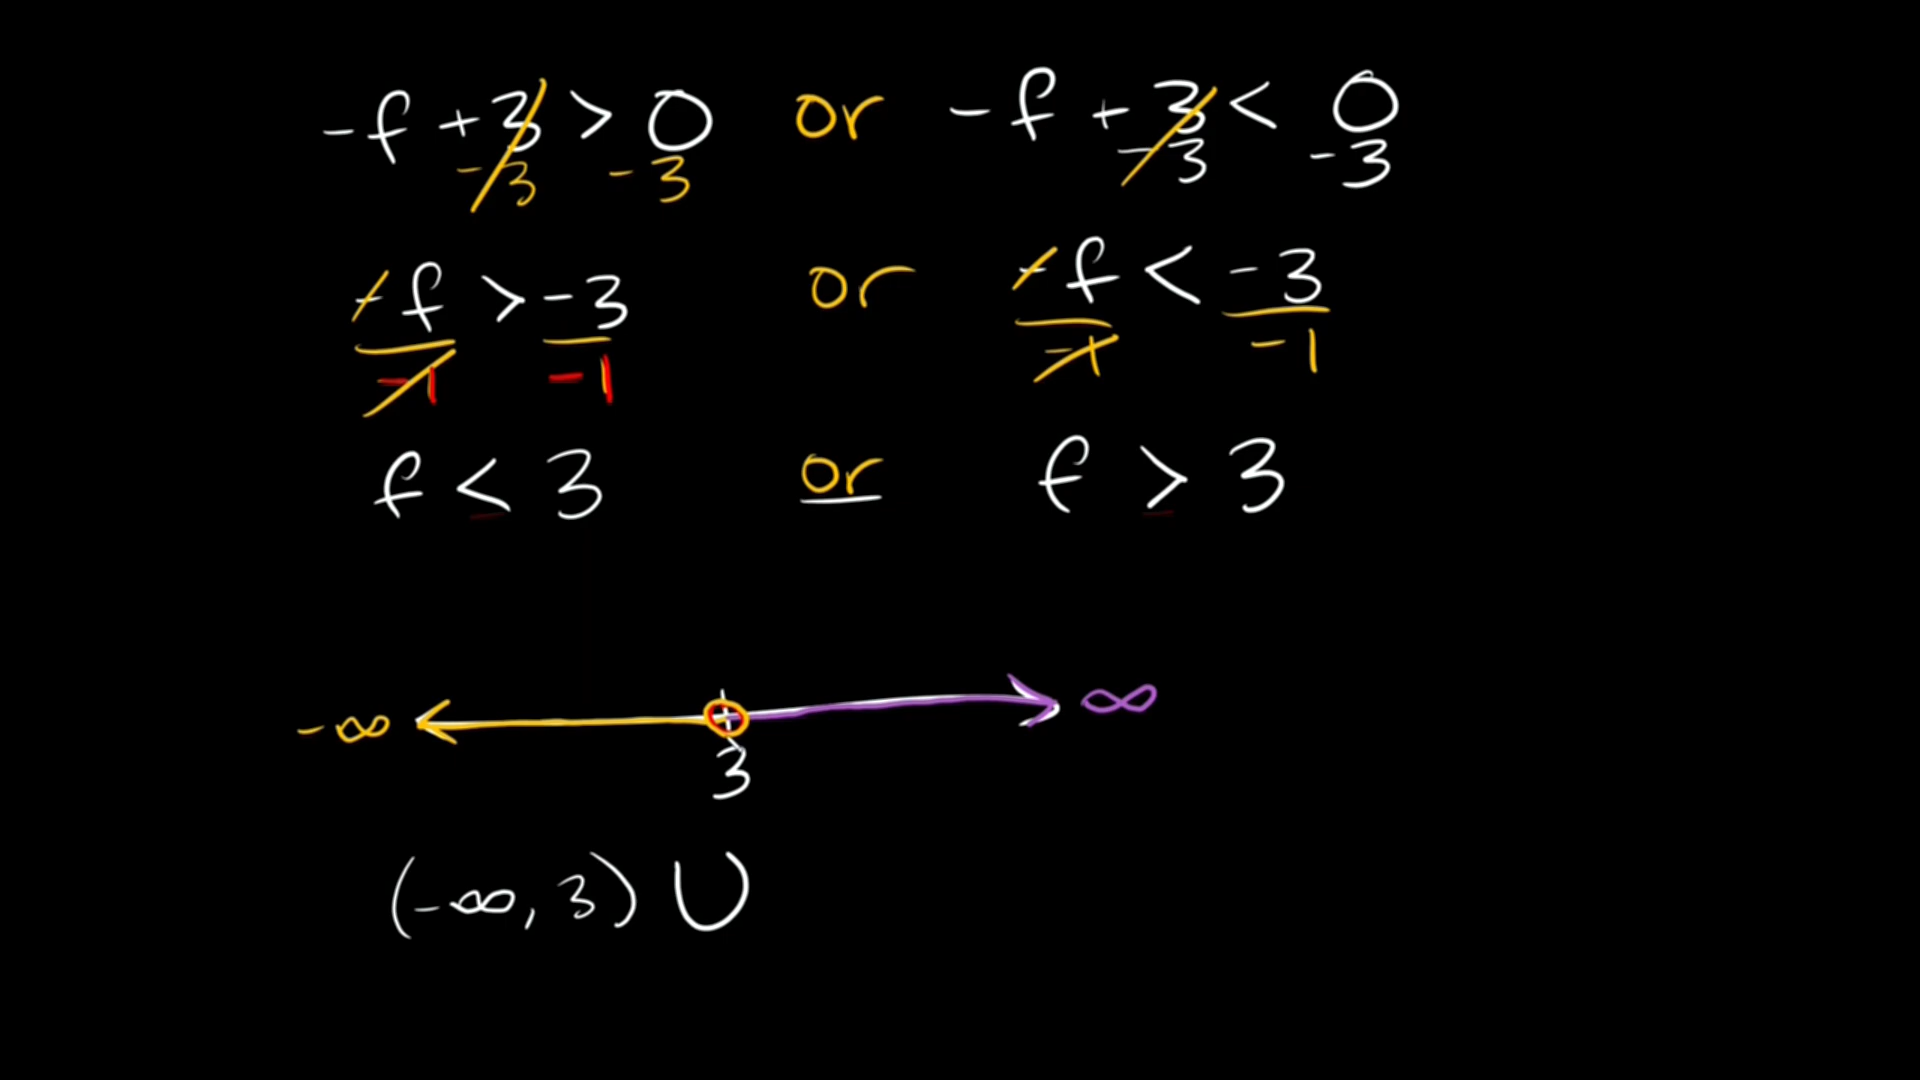 -f + 3 > 0 or -f + 3 < 0
-3 -3 -3 -3
-f > -3 or -f < -3
-1 -1 -1 -1
f < 3 or f > 3
-∞ ∞
3
(-∞, 3) ∪